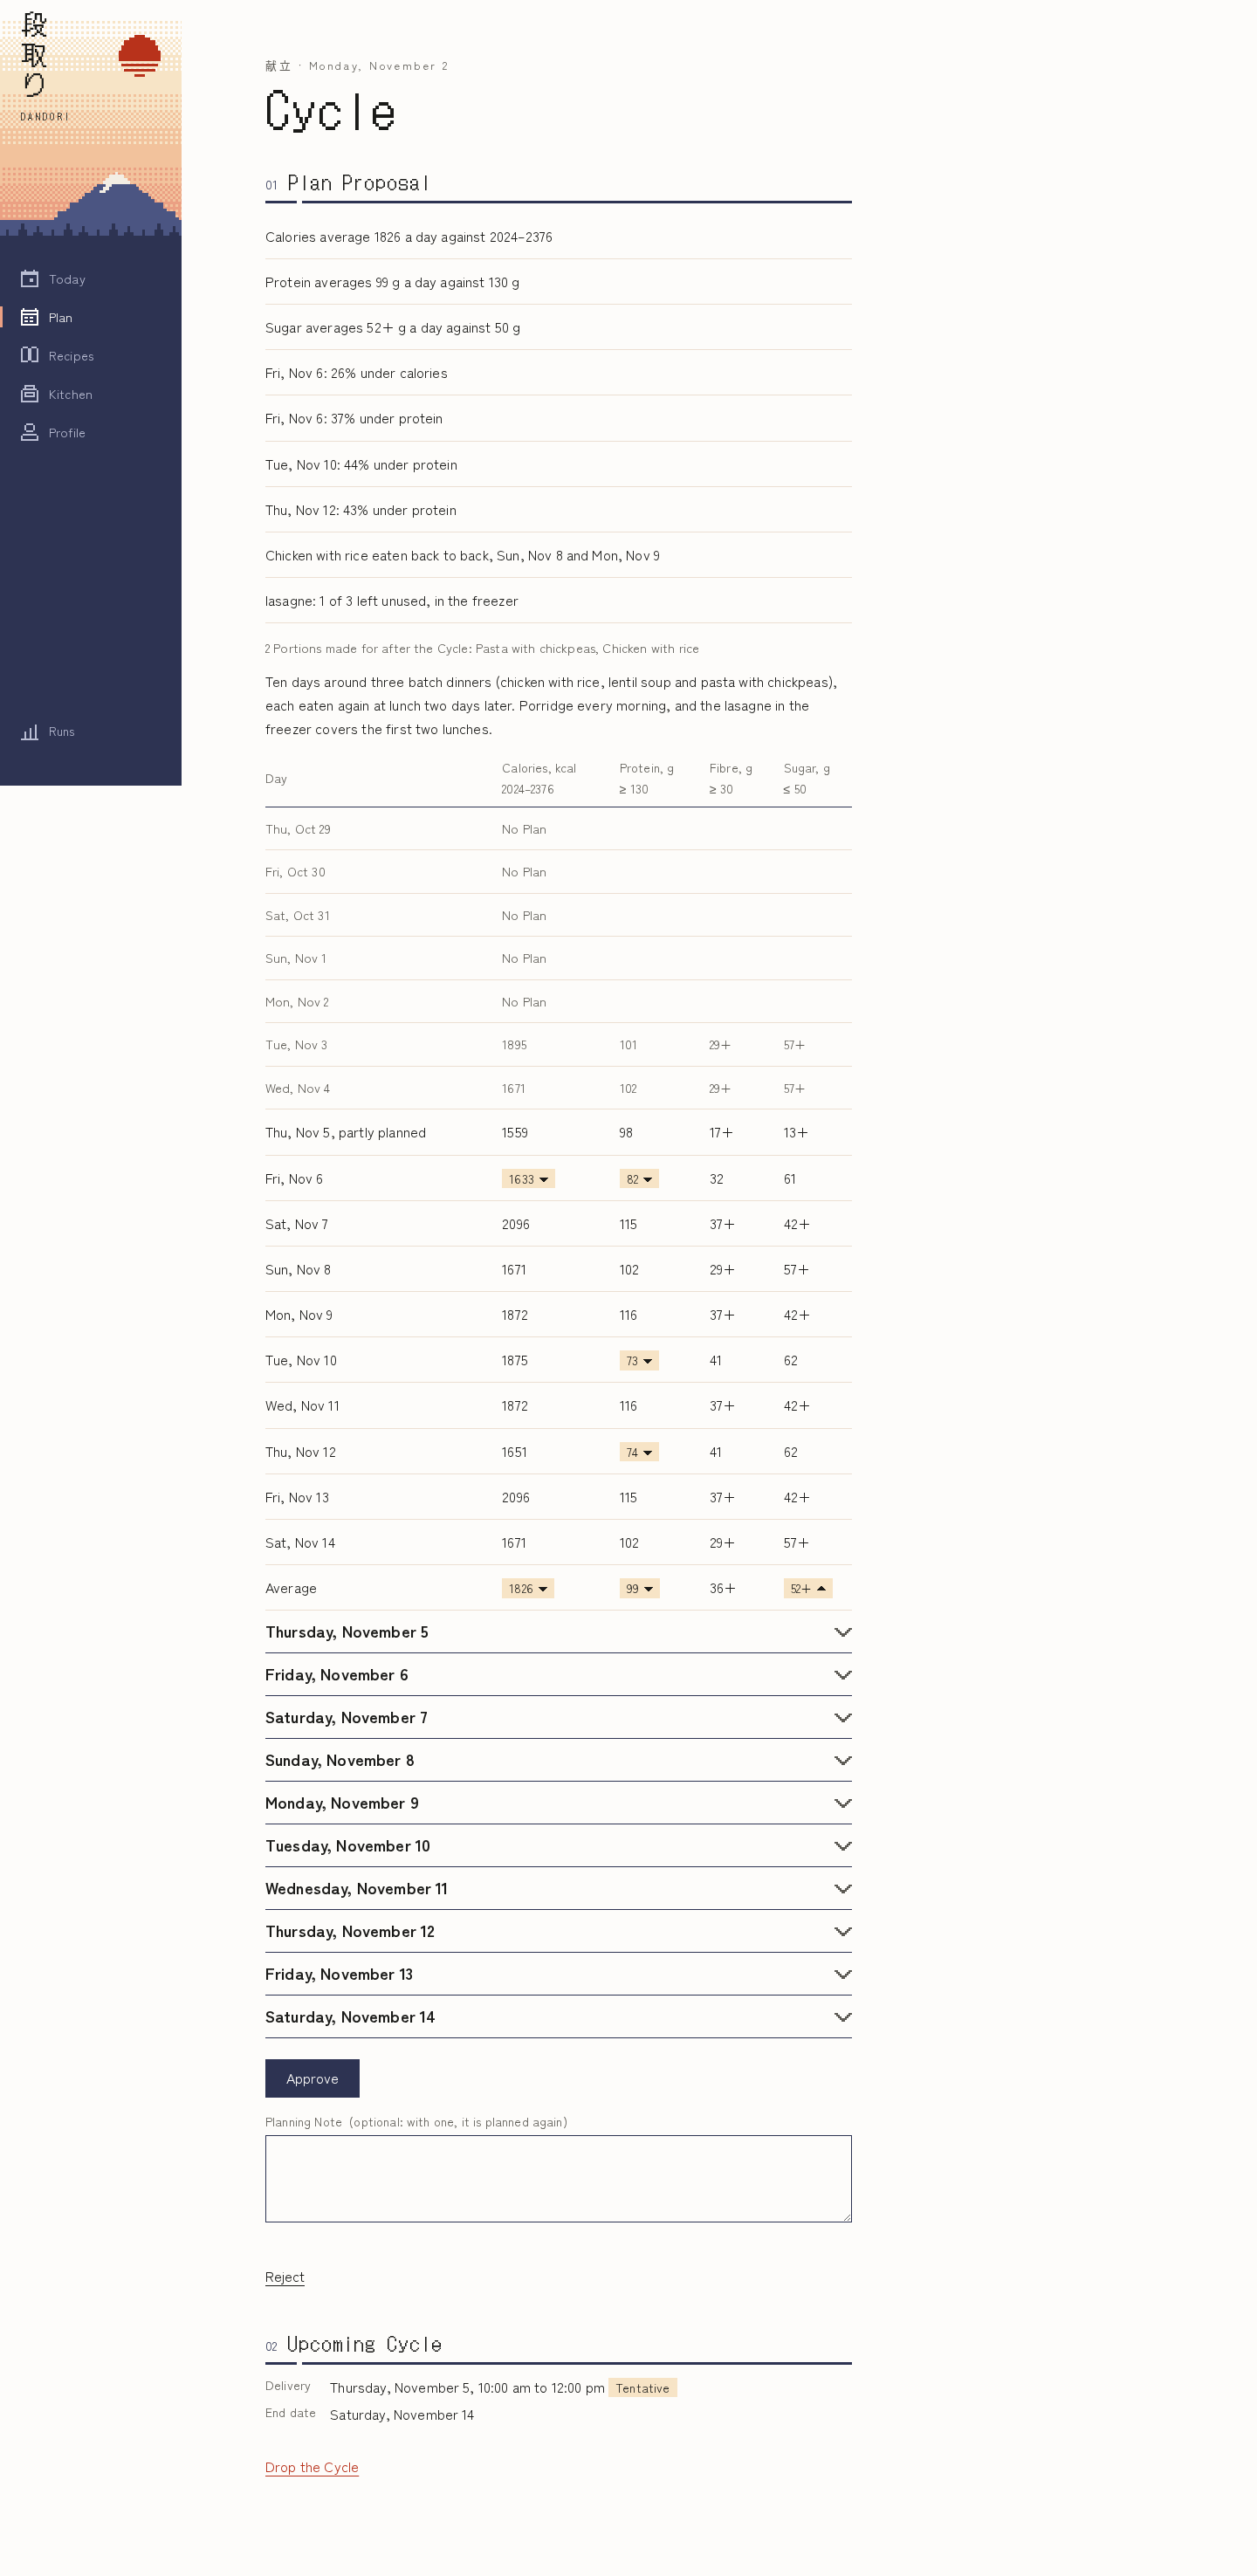 段取り
DANDORI
Today
Plan
Recipes
Kitchen
Profile
Runs
献立 · Monday, November 2
Cycle
01 Plan Proposal
Calories average 1826 a day against 2024–2376
Protein averages 99 g a day against 130 g
Sugar averages 52+ g a day against 50 g
Fri, Nov 6: 26% under calories
Fri, Nov 6: 37% under protein
Tue, Nov 10: 44% under protein
Thu, Nov 12: 43% under protein
Chicken with rice eaten back to back, Sun, Nov 8 and Mon, Nov 9
lasagne: 1 of 3 left unused, in the freezer
2 Portions made for after the Cycle: Pasta with chickpeas, Chicken with rice
Ten days around three batch dinners (chicken with rice, lentil soup and pasta with chickpeas),
each eaten again at lunch two days later. Porridge every morning, and the lasagne in the
freezer covers the first two lunches.
Day Calories, kcal 2024–2376 Protein, g ≥ 130 Fibre, g ≥ 30 Sugar, g ≤ 50
Thu, Oct 29 No Plan
Fri, Oct 30 No Plan
Sat, Oct 31 No Plan
Sun, Nov 1 No Plan
Mon, Nov 2 No Plan
Tue, Nov 3 1895 101 29+ 57+
Wed, Nov 4 1671 102 29+ 57+
Thu, Nov 5, partly planned 1559 98 17+ 13+
Fri, Nov 6 1633 82 32 61
Sat, Nov 7 2096 115 37+ 42+
Sun, Nov 8 1671 102 29+ 57+
Mon, Nov 9 1872 116 37+ 42+
Tue, Nov 10 1875 73 41 62
Wed, Nov 11 1872 116 37+ 42+
Thu, Nov 12 1651 74 41 62
Fri, Nov 13 2096 115 37+ 42+
Sat, Nov 14 1671 102 29+ 57+
Average 1826 99 36+ 52+
Thursday, November 5
Friday, November 6
Saturday, November 7
Sunday, November 8
Monday, November 9
Tuesday, November 10
Wednesday, November 11
Thursday, November 12
Friday, November 13
Saturday, November 14
Approve
Planning Note (optional: with one, it is planned again)
Reject
02 Upcoming Cycle
Delivery Thursday, November 5, 10:00 am to 12:00 pm Tentative
End date Saturday, November 14
Drop the Cycle